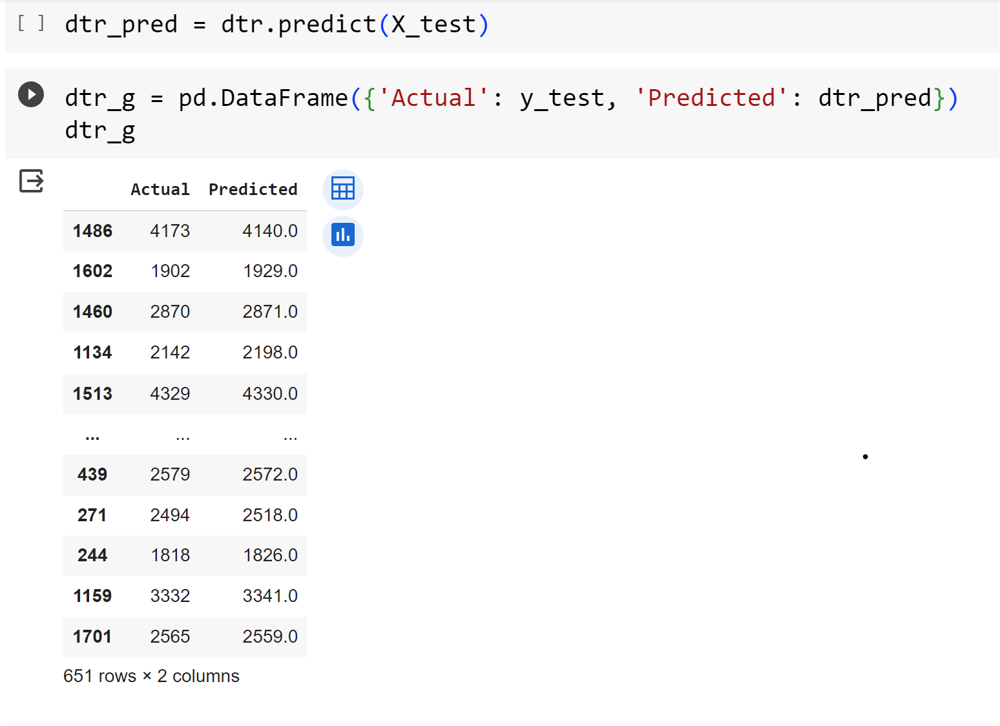 [ ] dtr_pred = dtr.predict(X_test)
dtr_g = pd.DataFrame({'Actual': y_test, 'Predicted': dtr_pred})
dtr_g
Actual Predicted
1486 4173 4140.0
1602 1902 1929.0
1460 2870 2871.0
1134 2142 2198.0
1513 4329 4330.0
... ... ...
439 2579 2572.0
271 2494 2518.0
244 1818 1826.0
1159 3332 3341.0
1701 2565 2559.0
651 rows × 2 columns